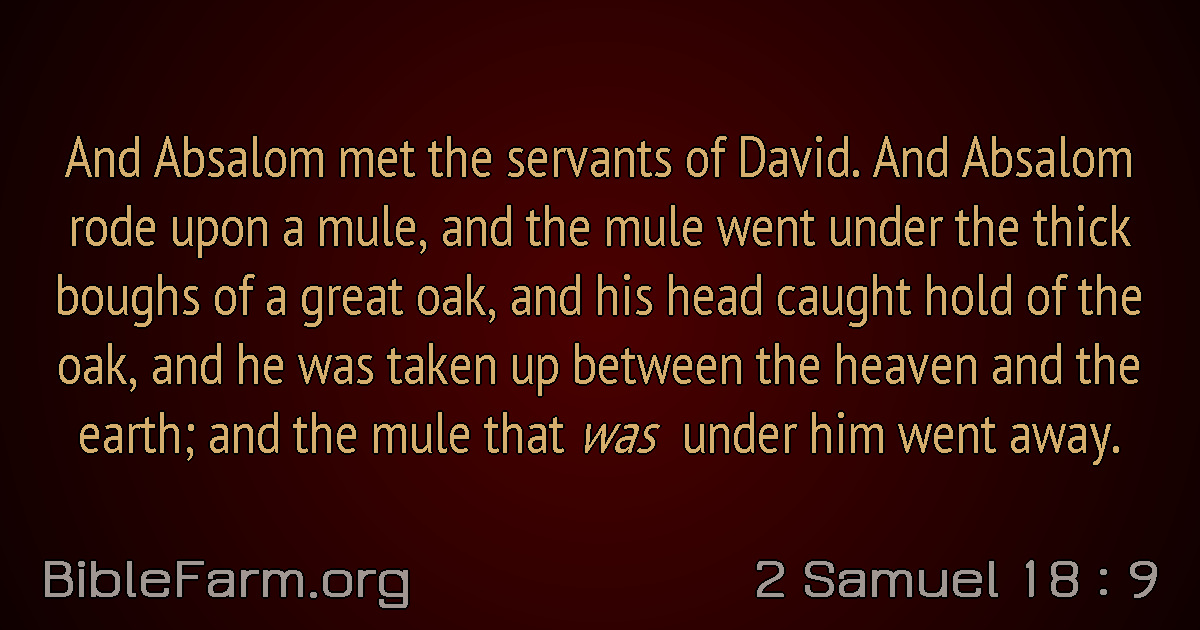 And Absalom met the servants of David. And Absalom
rode upon a mule, and the mule went under the thick
boughs of a great oak, and his head caught hold of the
oak, and he was taken up between the heaven and the
earth; and the mule that was under him went away.
BibleFarm.org
2 Samuel 18 : 9